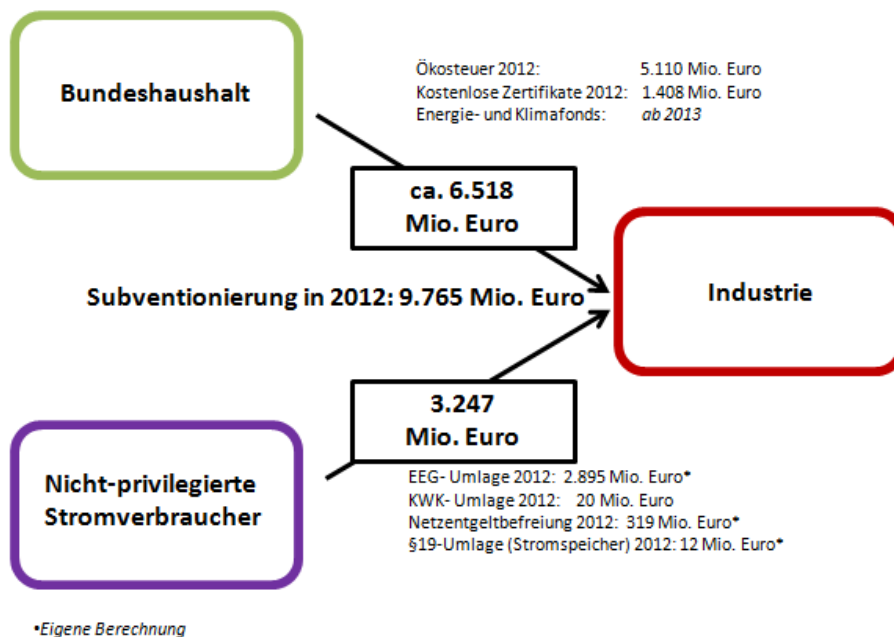 Bundeshaushalt
Ökosteuer 2012: 5.110 Mio. Euro
Kostenlose Zertifikate 2012: 1.408 Mio. Euro
Energie- und Klimafonds: ab 2013
ca. 6.518
Mio. Euro
Subventionierung in 2012: 9.765 Mio. Euro
Industrie
3.247
Mio. Euro
Nicht-privilegierte
Stromverbraucher
EEG- Umlage 2012: 2.895 Mio. Euro*
KWK- Umlage 2012: 20 Mio. Euro
Netzentgeltbefreiung 2012: 319 Mio. Euro*
§19-Umlage (Stromspeicher) 2012: 12 Mio. Euro*
•Eigene Berechnung